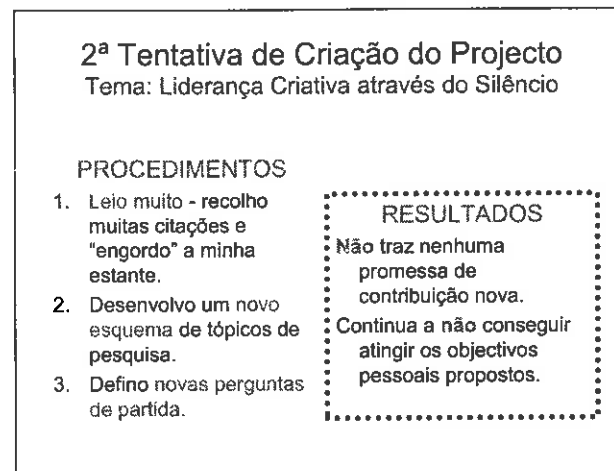 2ª Tentativa de Criação do Projecto
Tema: Liderança Criativa através do Silêncio
PROCEDIMENTOS
1. Leio muito - recolho
muitas citações e
"engordo" a minha
estante.
2. Desenvolvo um novo
esquema de tópicos de
pesquisa.
3. Defino novas perguntas
de partida.
RESULTADOS
Não traz nenhuma
promessa de
contribuição nova.
Continua a não conseguir
atingir os objectivos
pessoais propostos.